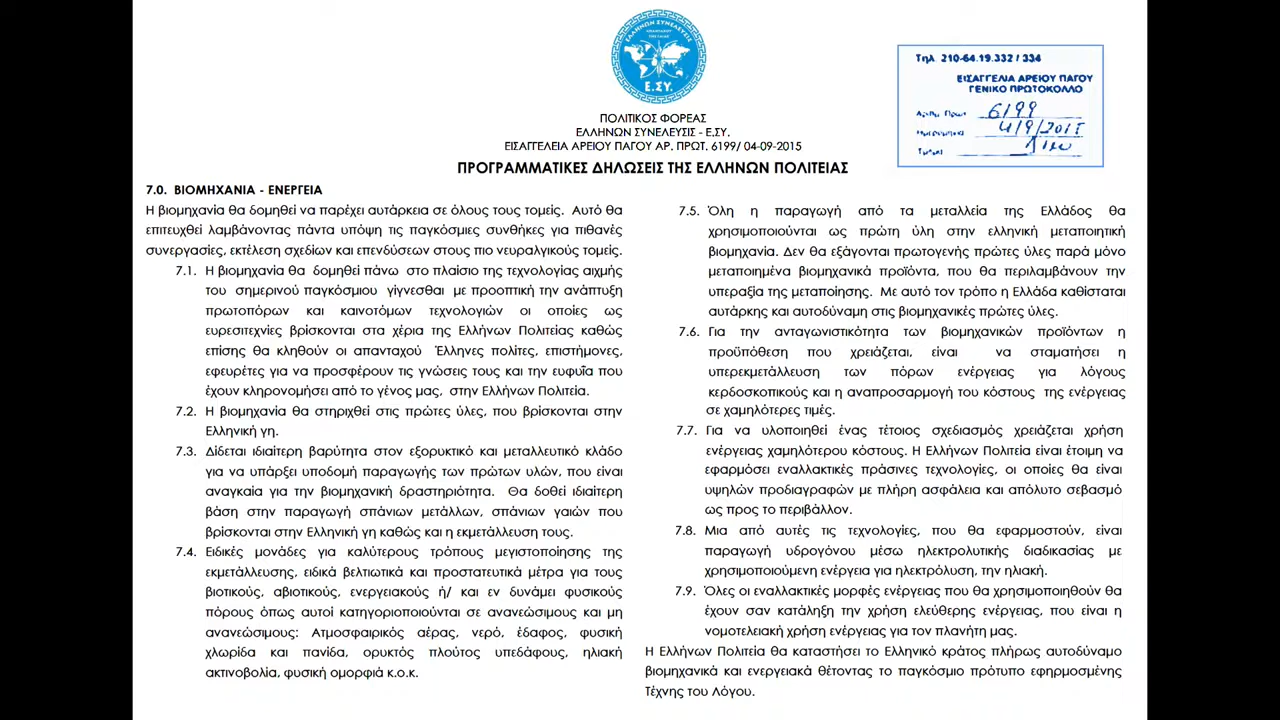 ΕΛΛΗΝΩΝ ΣΥΝΕΛΕΥΣΙΣ
Ε.ΣΥ.
Τηλ. 210-64.19.332 / 334
ΕΙΣΑΓΓΕΛΙΑ ΑΡΕΙΟΥ ΠΑΓΟΥ
ΓΕΝΙΚΟ ΠΡΩΤΟΚΟΛΛΟ
6199
4/9/2015
ΠΟΛΙΤΙΚΟΣ ΦΟΡΕΑΣ
ΕΛΛΗΝΩΝ ΣΥΝΕΛΕΥΣΙΣ - Ε.ΣΥ.
ΕΙΣΑΓΓΕΛΕΙΑ ΑΡΕΙΟΥ ΠΑΓΟΥ ΑΡ. ΠΡΩΤ. 6199/ 04-09-2015
ΠΡΟΓΡΑΜΜΑΤΙΚΕΣ ΔΗΛΩΣΕΙΣ ΤΗΣ ΕΛΛΗΝΩΝ ΠΟΛΙΤΕΙΑΣ
7.0. ΒΙΟΜΗΧΑΝΙΑ - ΕΝΕΡΓΕΙΑ
Η βιομηχανία θα δομηθεί να παρέχει αυτάρκεια σε όλους τους τομείς. Αυτό θα
επιτευχθεί λαμβάνοντας πάντα υπόψη τις παγκόσμιες συνθήκες για πιθανές
συνεργασίες, εκτέλεση σχεδίων και επενδύσεων στους πιο νευραλγικούς τομείς.
7.1. Η βιομηχανία θα δομηθεί πάνω στο πλαίσιο της τεχνολογίας αιχμής
του σημερινού παγκόσμιου γίγνεσθαι με προοπτική την ανάπτυξη
πρωτοπόρων και καινοτόμων τεχνολογιών οι οποίες ως
ευρεσιτεχνίες βρίσκονται στα χέρια της Ελλήνων Πολιτείας καθώς
επίσης θα κληθούν οι απανταχού Έλληνες πολίτες, επιστήμονες,
εφευρέτες για να προσφέρουν τις γνώσεις τους και την ευφυΐα που
έχουν κληρονομήσει από το γένος μας, στην Ελλήνων Πολιτεία.
7.2. Η βιομηχανία θα στηριχθεί στις πρώτες ύλες, που βρίσκονται στην
Ελληνική γη.
7.3. Δίδεται ιδιαίτερη βαρύτητα στον εξορυκτικό και μεταλλευτικό κλάδο
για να υπάρξει υποδομή παραγωγής των πρώτων υλών, που είναι
αναγκαία για την βιομηχανική δραστηριότητα. Θα δοθεί ιδιαίτερη
βάση στην παραγωγή σπάνιων μετάλλων, σπάνιων γαιών που
βρίσκονται στην Ελληνική γη καθώς και η εκμετάλλευση τους.
7.4. Ειδικές μονάδες για καλύτερους τρόπους μεγιστοποίησης της
εκμετάλλευσης, ειδικά βελτιωτικά και προστατευτικά μέτρα για τους
βιοτικούς, αβιοτικούς, ενεργειακούς ή/ και εν δυνάμει φυσικούς
πόρους όπως αυτοί κατηγοριοποιούνται σε ανανεώσιμους και μη
ανανεώσιμους: Ατμοσφαιρικός αέρας, νερό, έδαφος, φυσική
χλωρίδα και πανίδα, ορυκτός πλούτος υπεδάφους, ηλιακή
ακτινοβολία, φυσική ομορφιά κ.ο.κ.
7.5. Όλη η παραγωγή από τα μεταλλεία της Ελλάδος θα
χρησιμοποιούνται ως πρώτη ύλη στην ελληνική μεταποιητική
βιομηχανία. Δεν θα εξάγονται πρωτογενής πρώτες ύλες παρά μόνο
μεταποιημένα βιομηχανικά προϊόντα, που θα περιλαμβάνουν την
υπεραξία της μεταποίησης. Με αυτό τον τρόπο η Ελλάδα καθίσταται
αυτάρκης και αυτοδύναμη στις βιομηχανικές πρώτες ύλες.
7.6. Για την ανταγωνιστικότητα των βιομηχανικών προϊόντων η
προϋπόθεση που χρειάζεται, είναι να σταματήσει η
υπερεκμετάλλευση των πόρων ενέργειας για λόγους
κερδοσκοπικούς και η αναπροσαρμογή του κόστους της ενέργειας
σε χαμηλότερες τιμές.
7.7. Για να υλοποιηθεί ένας τέτοιος σχεδιασμός χρειάζεται χρήση
ενέργειας χαμηλότερου κόστους. Η Ελλήνων Πολιτεία είναι έτοιμη να
εφαρμόσει εναλλακτικές πράσινες τεχνολογίες, οι οποίες θα είναι
υψηλών προδιαγραφών με πλήρη ασφάλεια και απόλυτο σεβασμό
ως προς το περιβάλλον.
7.8. Μια από αυτές τις τεχνολογίες, που θα εφαρμοστούν, είναι
παραγωγή υδρογόνου μέσω ηλεκτρολυτικής διαδικασίας με
χρησιμοποιούμενη ενέργεια για ηλεκτρόλυση, την ηλιακή.
7.9. Όλες οι εναλλακτικές μορφές ενέργειας που θα χρησιμοποιηθούν θα
έχουν σαν κατάληξη την χρήση ελεύθερης ενέργειας, που είναι η
νομοτελειακή χρήση ενέργειας για τον πλανήτη μας.
Η Ελλήνων Πολιτεία θα καταστήσει το Ελληνικό κράτος πλήρως αυτοδύναμο
βιομηχανικά και ενεργειακά θέτοντας το παγκόσμιο πρότυπο εφηρμοσμένης
Τέχνης του Λόγου.